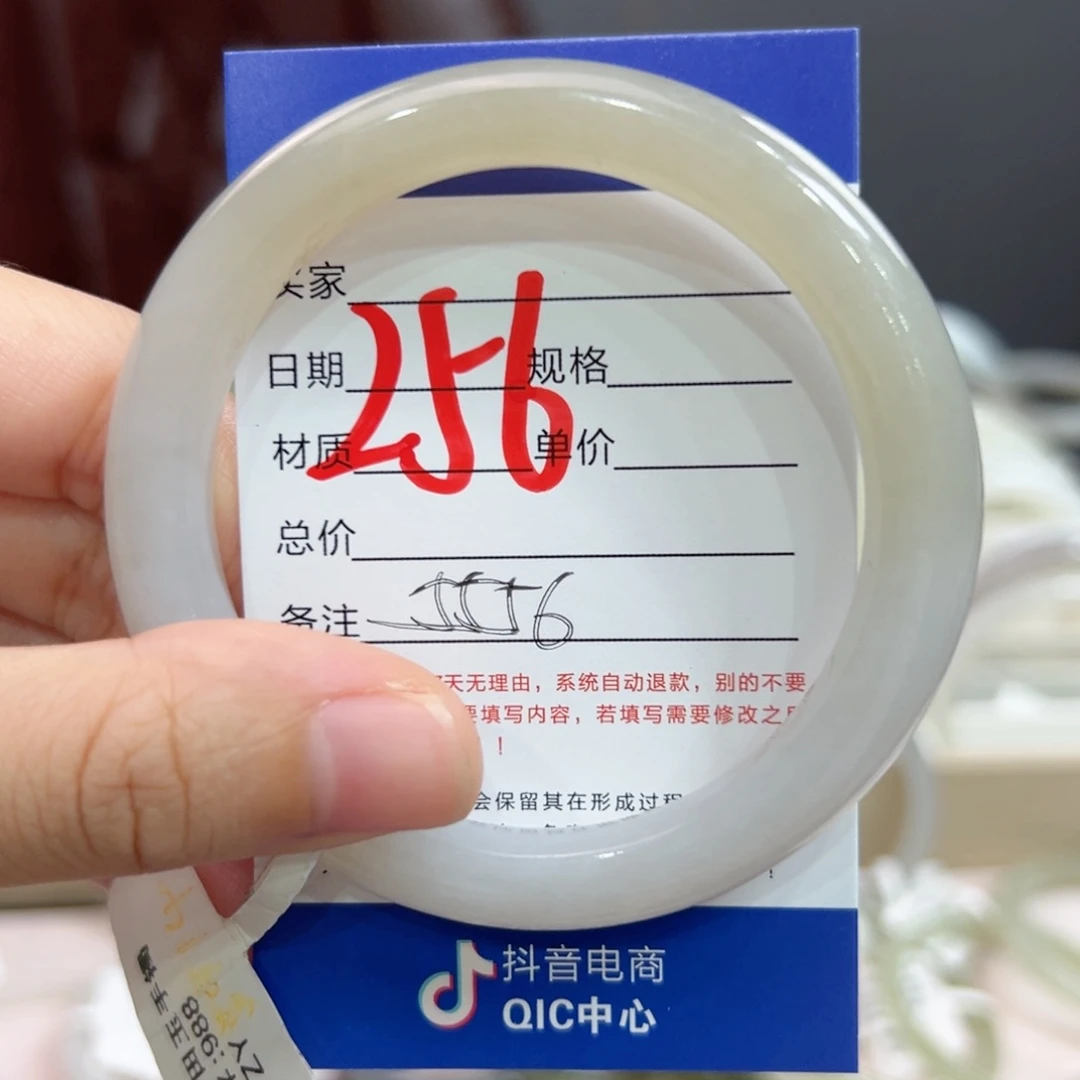 卖家
256
日期 规格
材质 单价
总价
备注
天无理由，系统自动退款，别的不要
填写内容，若填写需要修改之
！
会保留其在形成过程
！
抖音电商
QIC中心
:988